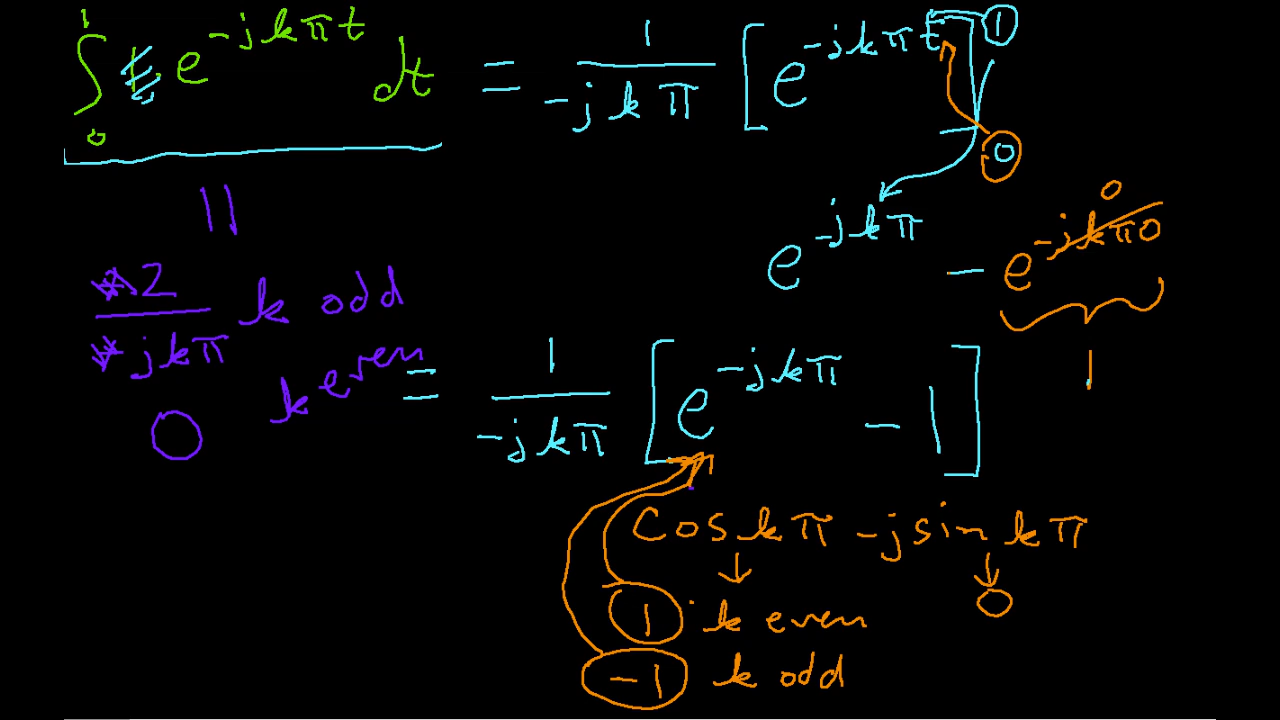 ∫₀¹ e^{-jkπt} dt = 1/(-jkπ) [e^{-jkπt}]₀¹
e^{-jkπ} - e^{-jkπ0}
0
1
||
2/(jkπ) k odd
0 k even
= 1/(-jkπ) [e^{-jkπ} - 1]
cos kπ - j sin kπ
0
1 k even
-1 k odd